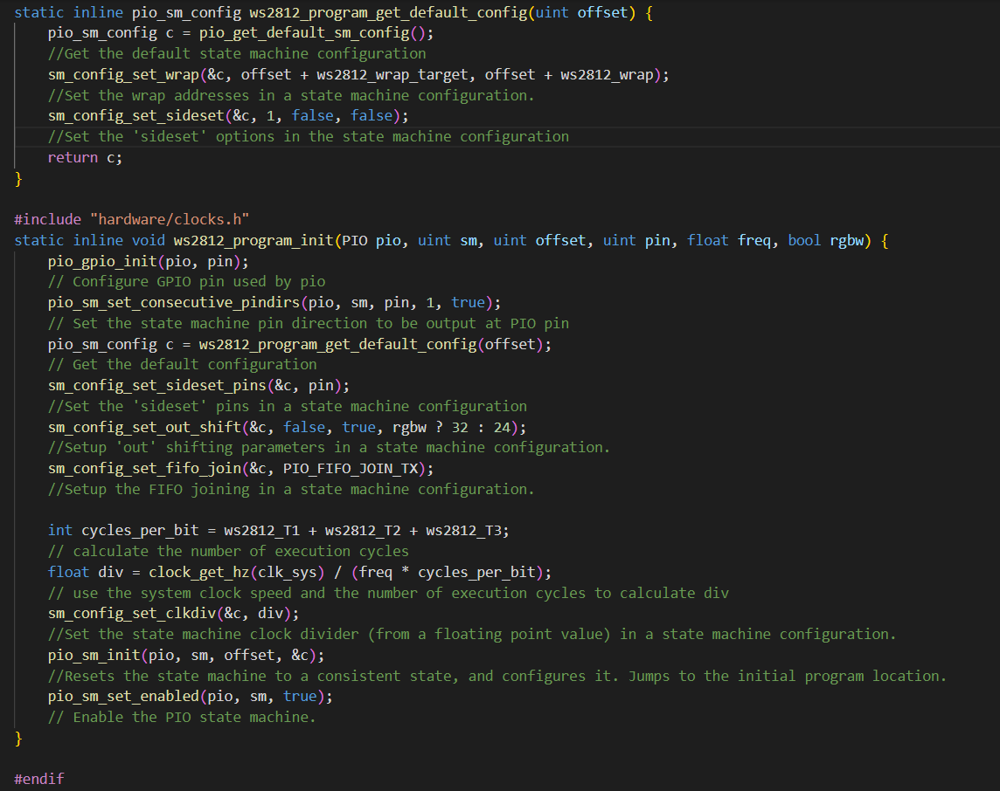 static inline pio_sm_config ws2812_program_get_default_config(uint offset) {
    pio_sm_config c = pio_get_default_sm_config();
    //Get the default state machine configuration
    sm_config_set_wrap(&c, offset + ws2812_wrap_target, offset + ws2812_wrap);
    //Set the wrap addresses in a state machine configuration.
    sm_config_set_sideset(&c, 1, false, false);
    //Set the 'sideset' options in the state machine configuration
    return c;
}

#include "hardware/clocks.h"
static inline void ws2812_program_init(PIO pio, uint sm, uint offset, uint pin, float freq, bool rgbw) {
    pio_gpio_init(pio, pin);
    // Configure GPIO pin used by pio
    pio_sm_set_consecutive_pindirs(pio, sm, pin, 1, true);
    // Set the state machine pin direction to be output at PIO pin
    pio_sm_config c = ws2812_program_get_default_config(offset);
    // Get the default configuration
    sm_config_set_sideset_pins(&c, pin);
    //Set the 'sideset' pins in a state machine configuration
    sm_config_set_out_shift(&c, false, true, rgbw ? 32 : 24);
    //Setup 'out' shifting parameters in a state machine configuration.
    sm_config_set_fifo_join(&c, PIO_FIFO_JOIN_TX);
    //Setup the FIFO joining in a state machine configuration.

    int cycles_per_bit = ws2812_T1 + ws2812_T2 + ws2812_T3;
    // calculate the number of execution cycles
    float div = clock_get_hz(clk_sys) / (freq * cycles_per_bit);
    // use the system clock speed and the number of execution cycles to calculate div
    sm_config_set_clkdiv(&c, div);
    //Set the state machine clock divider (from a floating point value) in a state machine configuration.
    pio_sm_init(pio, sm, offset, &c);
    //Resets the state machine to a consistent state, and configures it. Jumps to the initial program location.
    pio_sm_set_enabled(pio, sm, true);
    // Enable the PIO state machine.
}

#endif